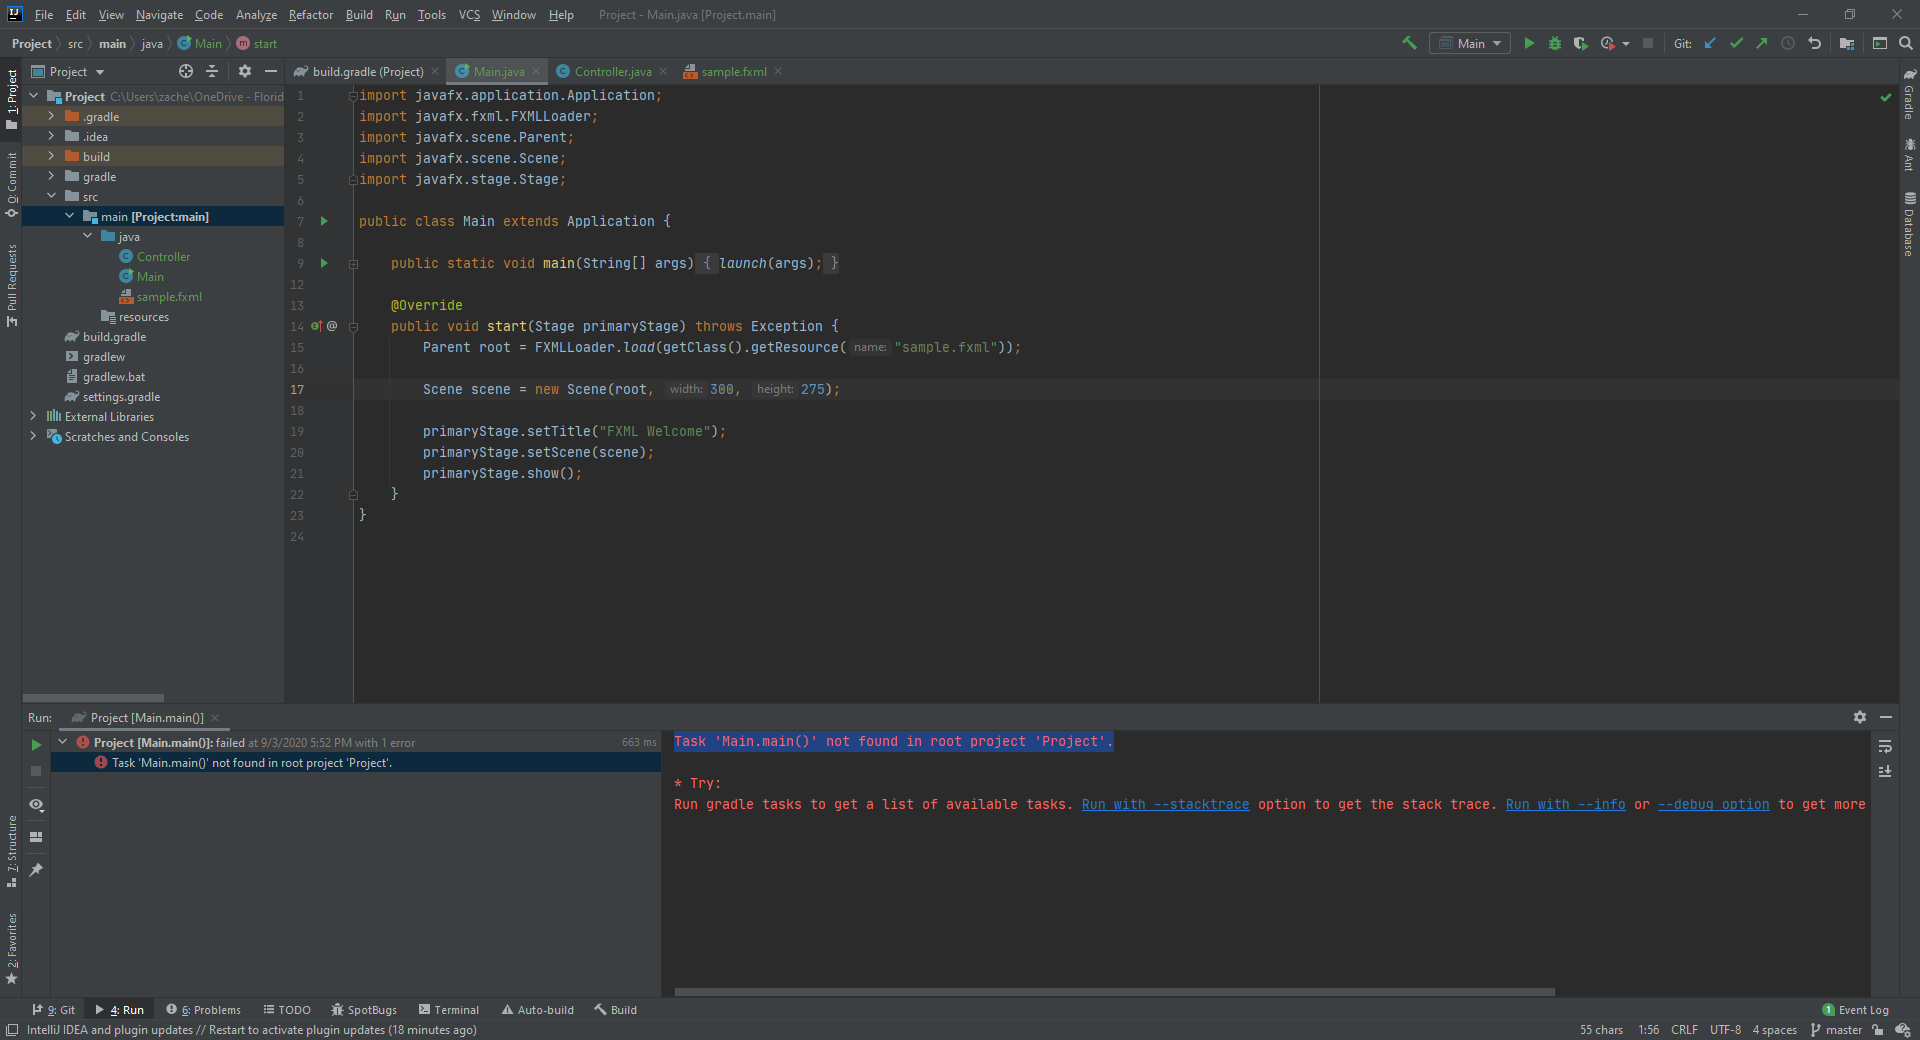 IJ File Edit View Navigate Code Analyze Refactor Build Run Tools VCS Window Help Project - Main.java [Project.main]
Project src main java Main m start
Main Git:
Project
build.gradle (Project) Main.java Controller.java sample.fxml
1: Project
0: Commit
Pull Requests
7: Structure
2: Favorites
Project C:\Users\zache\OneDrive - Florid
.gradle
.idea
build
gradle
src
main [Project:main]
java
Controller
Main
sample.fxml
resources
build.gradle
gradlew
gradlew.bat
settings.gradle
External Libraries
Scratches and Consoles
1 import javafx.application.Application;
2 import javafx.fxml.FXMLLoader;
3 import javafx.scene.Parent;
4 import javafx.scene.Scene;
5 import javafx.stage.Stage;
6
7 public class Main extends Application {
8
9 public static void main(String[] args) { launch(args); }
12
13 @Override
14 @ public void start(Stage primaryStage) throws Exception {
15 Parent root = FXMLLoader.load(getClass().getResource( name: "sample.fxml"));
16
17 Scene scene = new Scene(root, width: 300, height: 275);
18
19 primaryStage.setTitle("FXML Welcome");
20 primaryStage.setScene(scene);
21 primaryStage.show();
22 }
23 }
24
Gradle
Ant
Database
Run: Project [Main.main()]
Project [Main.main()]: failed at 9/3/2020 5:52 PM with 1 error 663 ms
Task 'Main.main()' not found in root project 'Project'.
Task 'Main.main()' not found in root project 'Project'.
* Try:
Run gradle tasks to get a list of available tasks. Run with --stacktrace option to get the stack trace. Run with --info or --debug option to get more
9: Git 4: Run 6: Problems TODO SpotBugs Terminal Auto-build Build 1 Event Log
IntelliJ IDEA and plugin updates // Restart to activate plugin updates (18 minutes ago) 55 chars 1:56 CRLF UTF-8 4 spaces master